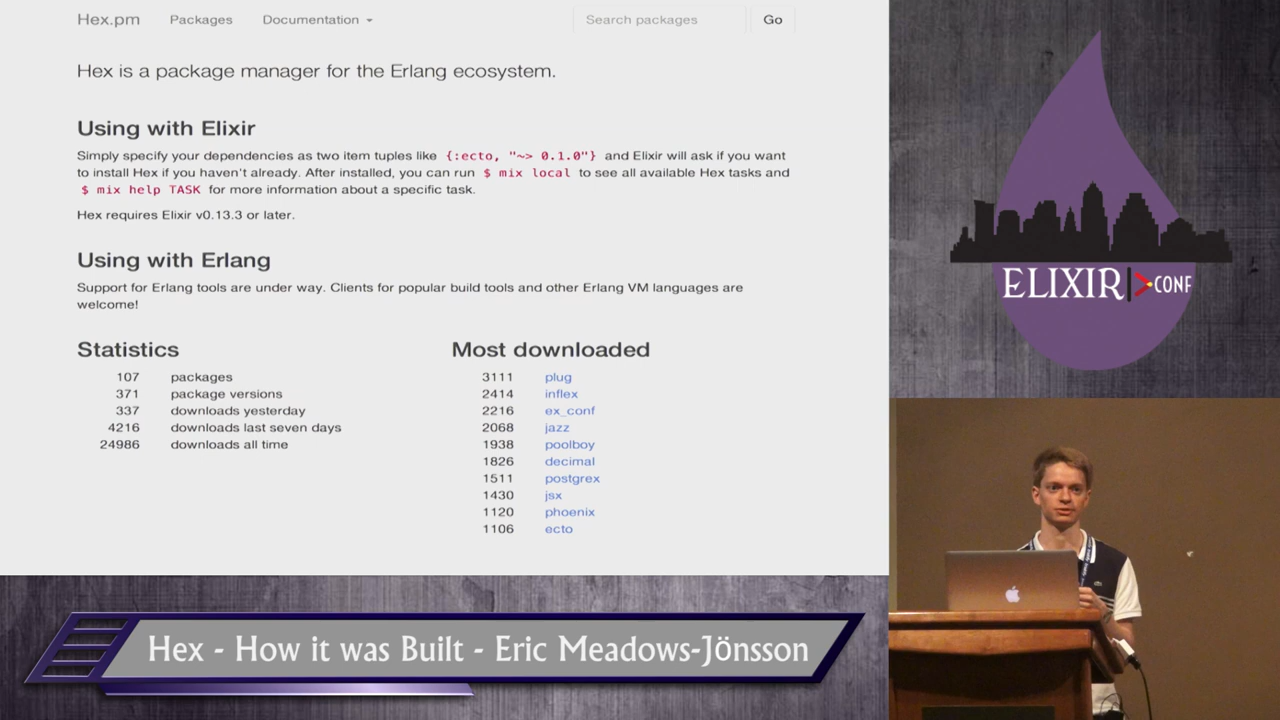 Hex.pm Packages Documentation Search packages Go
Hex is a package manager for the Erlang ecosystem.
Using with Elixir
Simply specify your dependencies as two item tuples like {:ecto, "~> 0.1.0"} and Elixir will ask if you want
to install Hex if you haven't already. After installed, you can run $ mix local to see all available Hex tasks and
$ mix help TASK for more information about a specific task.
Hex requires Elixir v0.13.3 or later.
Using with Erlang
Support for Erlang tools are under way. Clients for popular build tools and other Erlang VM languages are
welcome!
Statistics
107 packages
371 package versions
337 downloads yesterday
4216 downloads last seven days
24986 downloads all time
Most downloaded
3111 plug
2414 inflex
2216 ex_conf
2068 jazz
1938 poolboy
1826 decimal
1511 postgrex
1430 jsx
1120 phoenix
1106 ecto
ELIXIR|>CONF
Hex - How it was Built - Eric Meadows-Jönsson